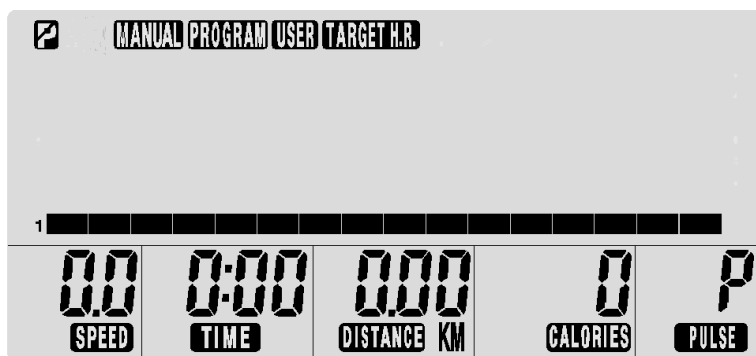 P MANUAL PROGRAM USER TARGET H.R.
1
0.0 0:00 0.00 0 P
SPEED TIME DISTANCE KM CALORIES PULSE